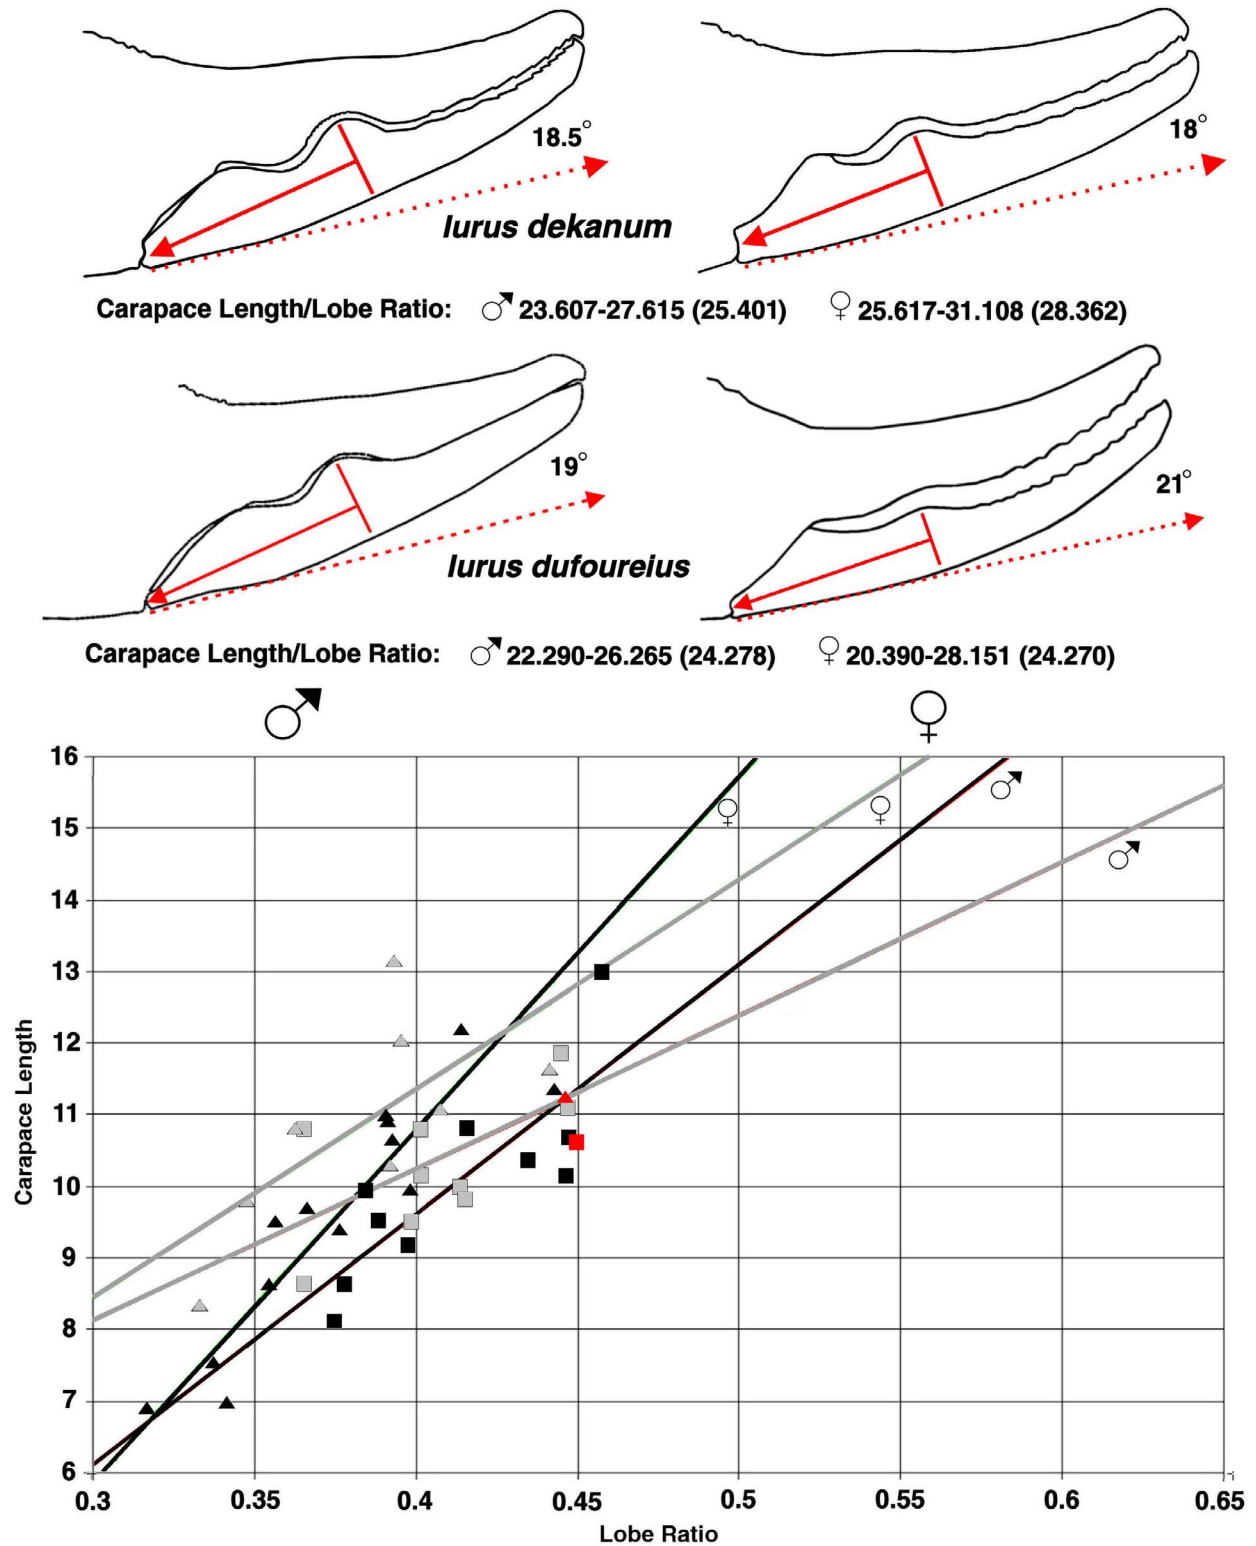 18.5°
18°
Iurus dekanum
Carapace Length/Lobe Ratio: ♂ 23.607-27.615 (25.401) ♀ 25.617-31.108 (28.362)
19°
21°
Iurus dufoureius
Carapace Length/Lobe Ratio: ♂ 22.290-26.265 (24.278) ♀ 20.390-28.151 (24.270)
♂ ♀
16
15
14
13
12
11
10
9
8
7
6
♀ ♀ ♂
♂
Carapace Length
0.3 0.35 0.4 0.45 0.5 0.55 0.6 0.65
Lobe Ratio